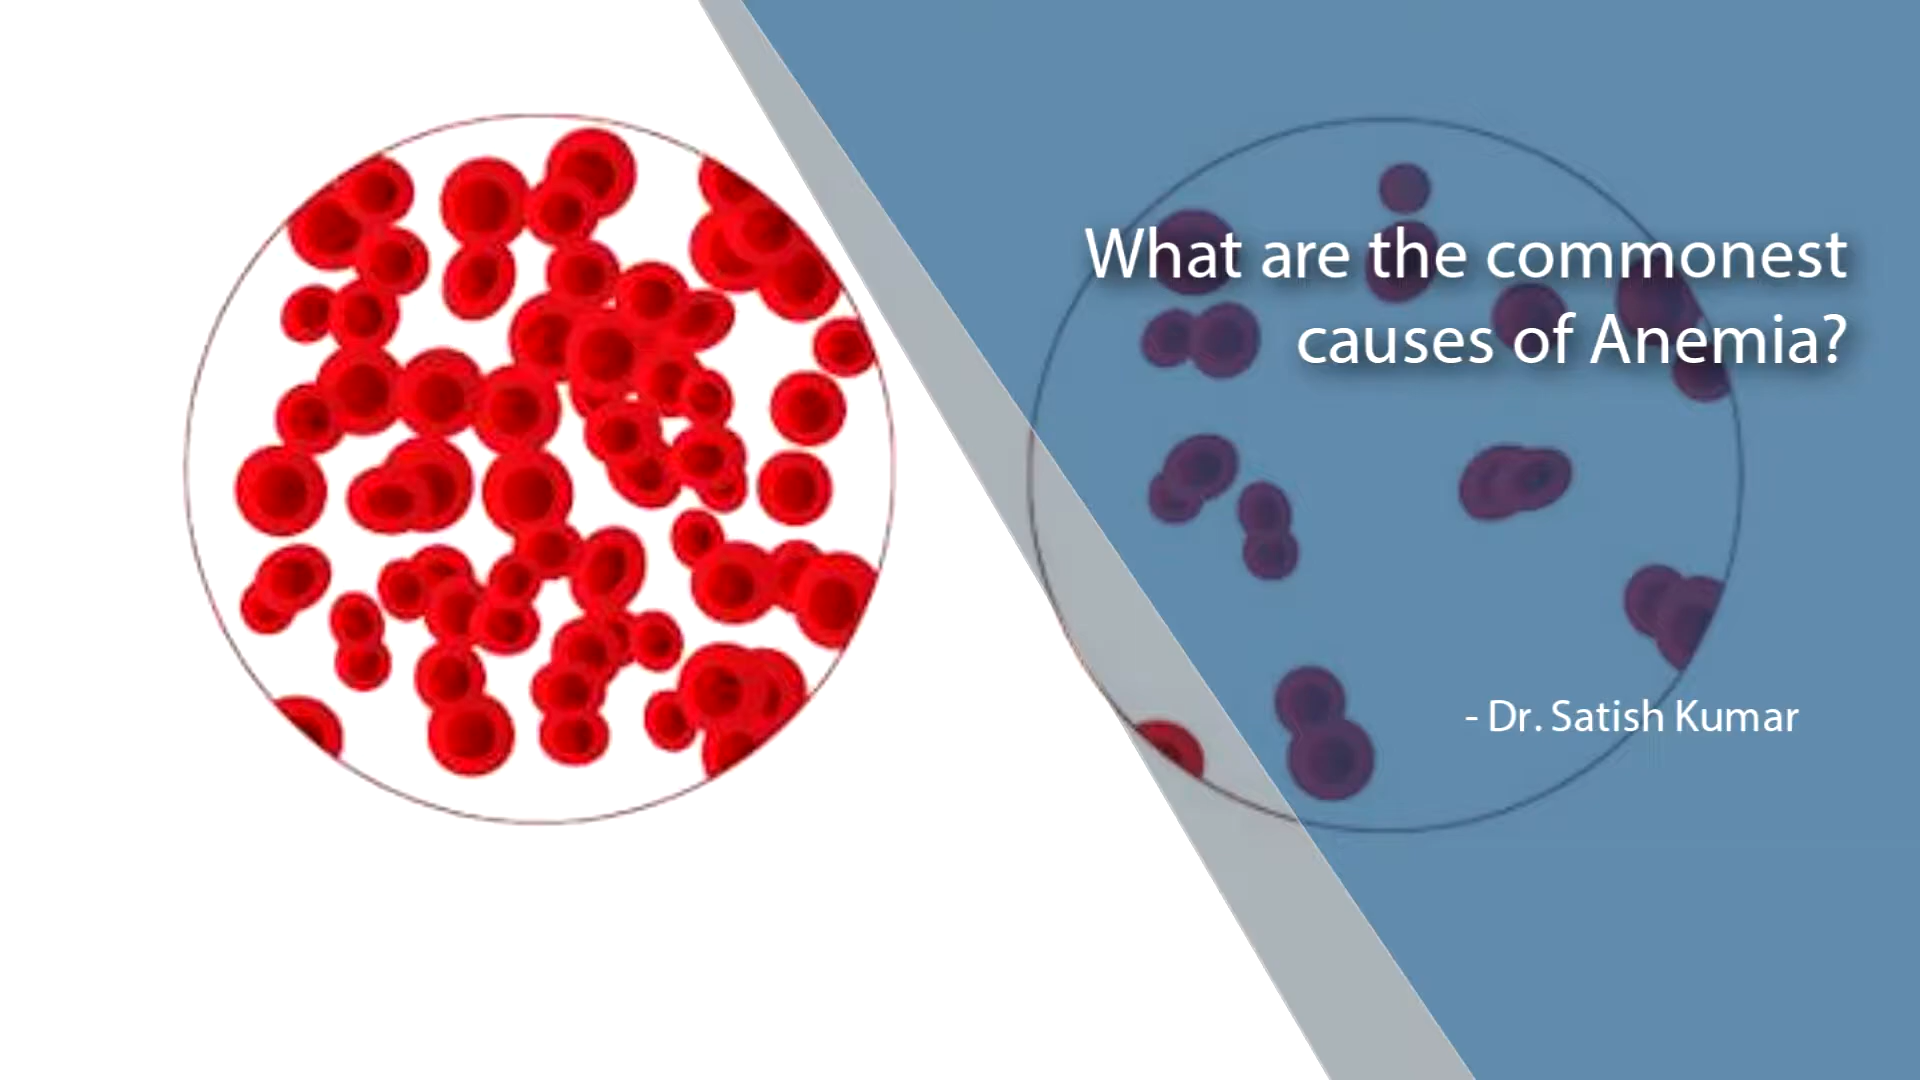 What are the commonest
causes of Anemia?
- Dr. Satish Kumar